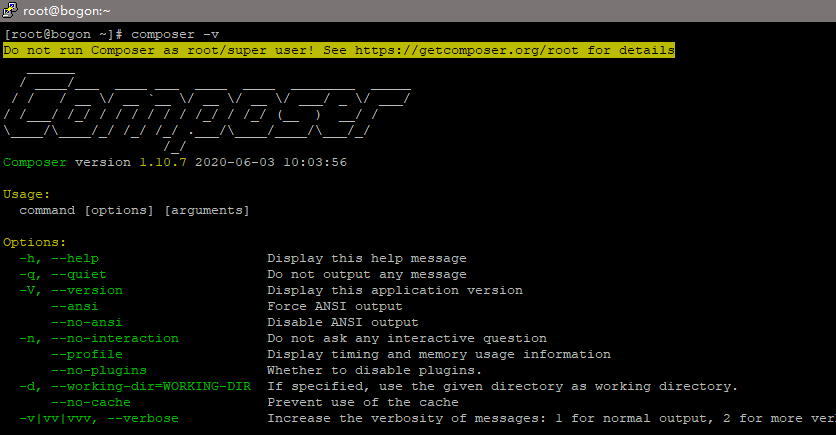 root@bogon:~
[root@bogon ~]# composer -v
Do not run Composer as root/super user! See https://getcomposer.org/root for details
Composer
Composer version 1.10.7 2020-06-03 10:03:56
Usage:
command [options] [arguments]
Options:
-h, --help Display this help message
-q, --quiet Do not output any message
-V, --version Display this application version
--ansi Force ANSI output
--no-ansi Disable ANSI output
-n, --no-interaction Do not ask any interactive question
--profile Display timing and memory usage information
--no-plugins Whether to disable plugins.
-d, --working-dir=WORKING-DIR If specified, use the given directory as working directory.
--no-cache Prevent use of the cache
-v|vv|vvv, --verbose Increase the verbosity of messages: 1 for normal output, 2 for more